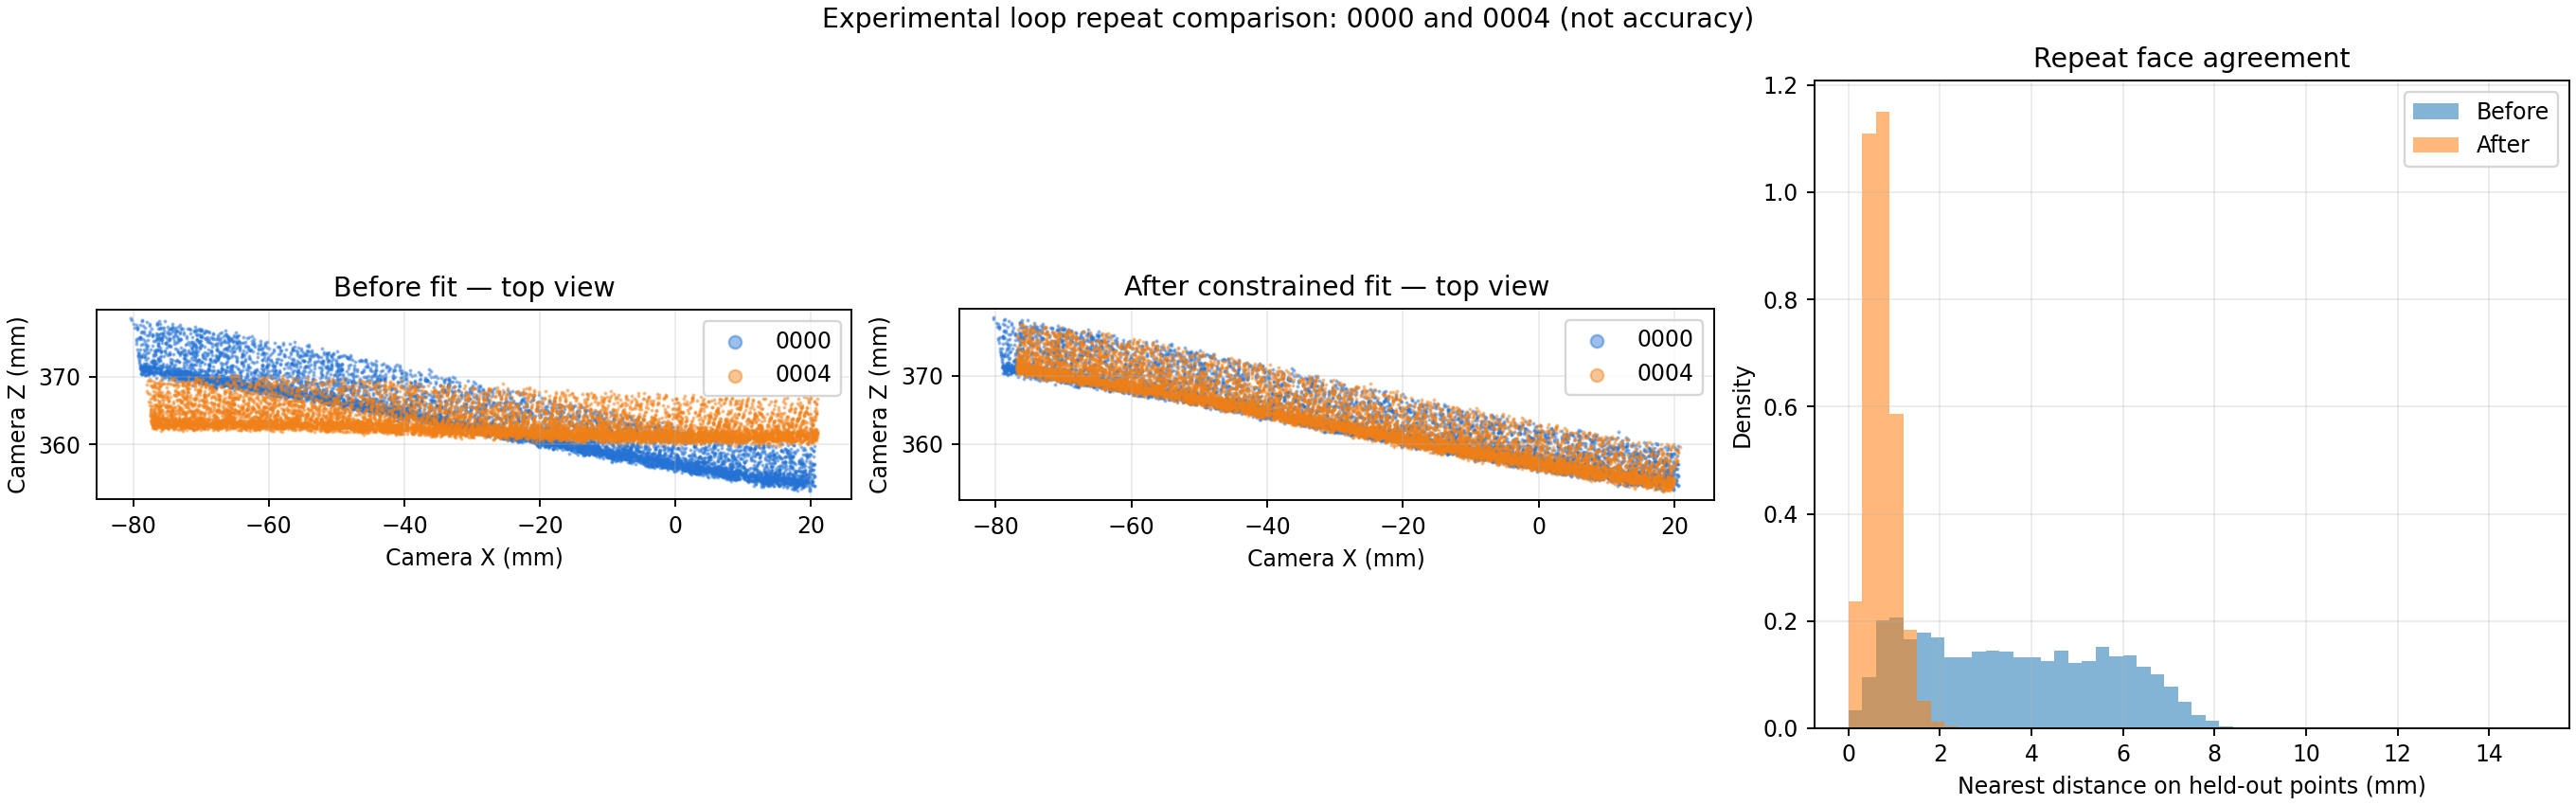 Experimental loop repeat comparison: 0000 and 0004 (not accuracy)
Before fit — top view
Camera Z (mm)
370
360
−80
−60
−40
−20
0
20
Camera X (mm)
0000
0004
After constrained fit — top view
Camera Z (mm)
370
360
−80
−60
−40
−20
0
20
Camera X (mm)
0000
0004
Repeat face agreement
Density
1.2
1.0
0.8
0.6
0.4
0.2
0.0
0
2
4
6
8
10
12
14
Nearest distance on held-out points (mm)
Before
After